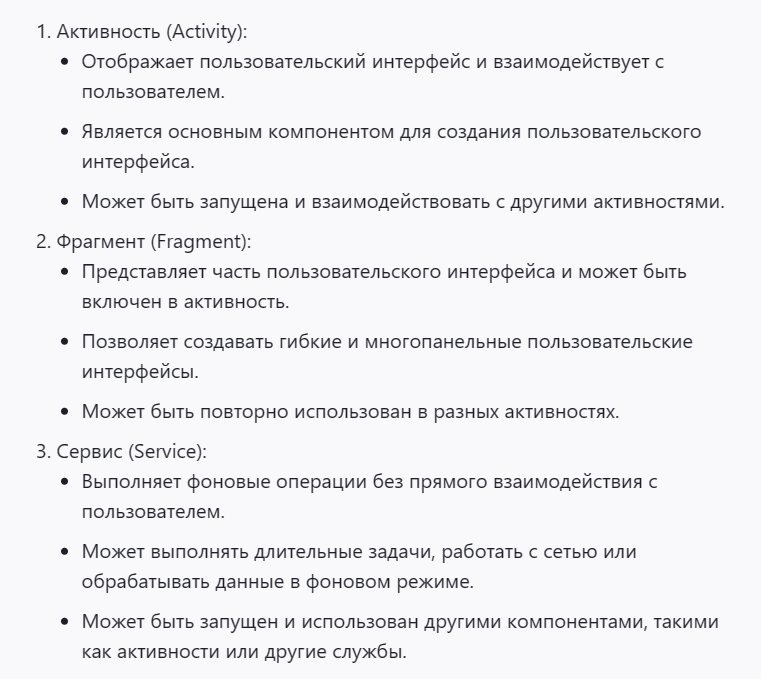 1. Активность (Activity):
• Отображает пользовательский интерфейс и взаимодействует с
пользователем.
• Является основным компонентом для создания пользовательского
интерфейса.
• Может быть запущена и взаимодействовать с другими активностями.
2. Фрагмент (Fragment):
• Представляет часть пользовательского интерфейса и может быть
включен в активность.
• Позволяет создавать гибкие и многопанельные пользовательские
интерфейсы.
• Может быть повторно использован в разных активностях.
3. Сервис (Service):
• Выполняет фоновые операции без прямого взаимодействия с
пользователем.
• Может выполнять длительные задачи, работать с сетью или
обрабатывать данные в фоновом режиме.
• Может быть запущен и использован другими компонентами, такими
как активности или другие службы.